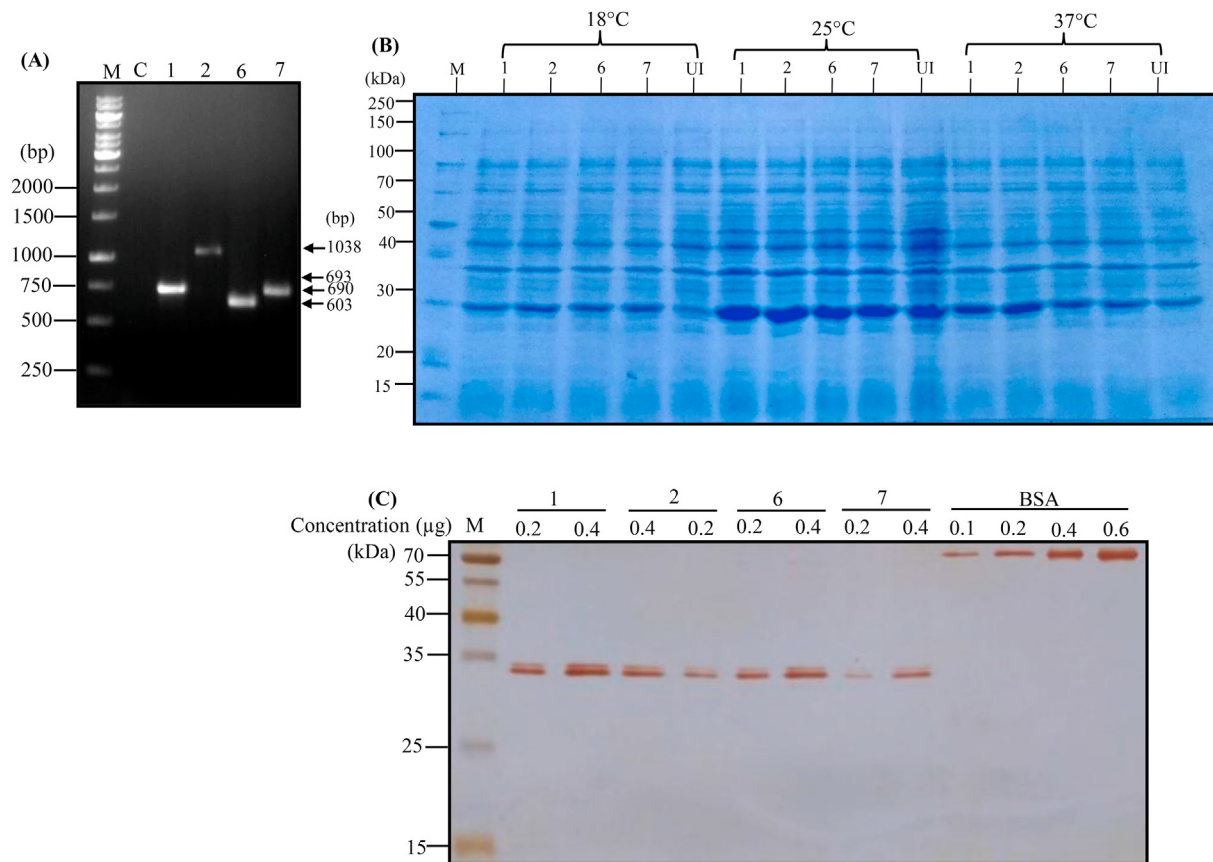 (A)
M C 1 2 6 7
(bp)
2000
1500
1000
750
500
250
(bp)
1038
693
690
603
(B)
18°C 25°C 37°C
(kDa) M 1 2 6 7 UI 1 2 6 7 UI 1 2 6 7 UI
250
150
100
70
50
40
30
20
15
(C)
1 2 6 7 BSA
Concentration (µg) M 0.2 0.4 0.4 0.2 0.2 0.4 0.2 0.4 0.1 0.2 0.4 0.6
(kDa)
70
55
40
35
25
15